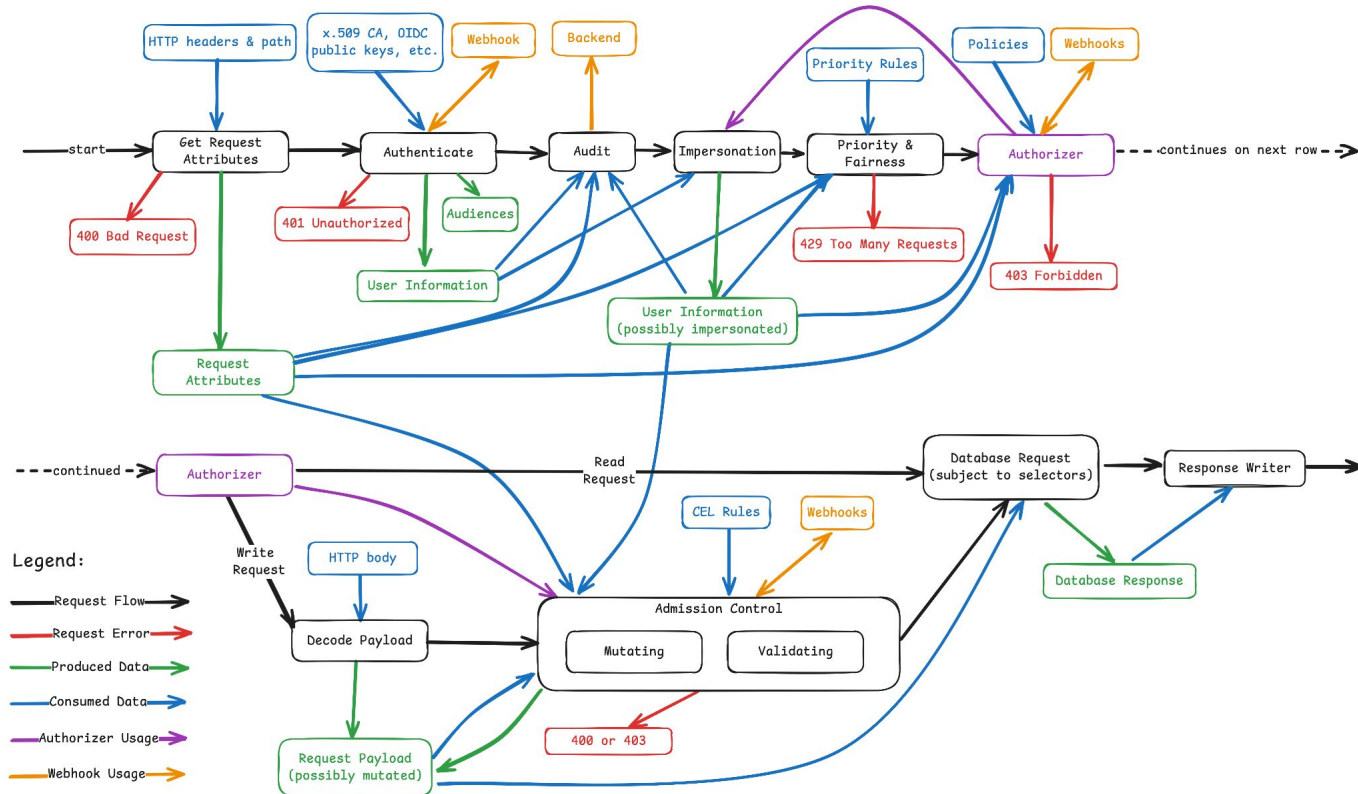 HTTP headers & path
x.509 CA, OIDC
public keys, etc.
Webhook
Backend
Priority Rules
Policies
Webhooks
start
Get Request
Attributes
Authenticate
Audit
Impersonation
Priority &
Fairness
Authorizer
continues on next row
400 Bad Request
401 Unauthorized
Audiences
429 Too Many Requests
403 Forbidden
User Information
User Information
(possibly impersonated)
Request
Attributes
continued
Authorizer
Read
Request
Database Request
(subject to selectors)
Response Writer
CEL Rules
Webhooks
Write
Request
HTTP body
Database Response
Legend:
Request Flow
Request Error
Produced Data
Consumed Data
Authorizer Usage
Webhook Usage
Decode Payload
Admission Control
Mutating
Validating
400 or 403
Request Payload
(possibly mutated)